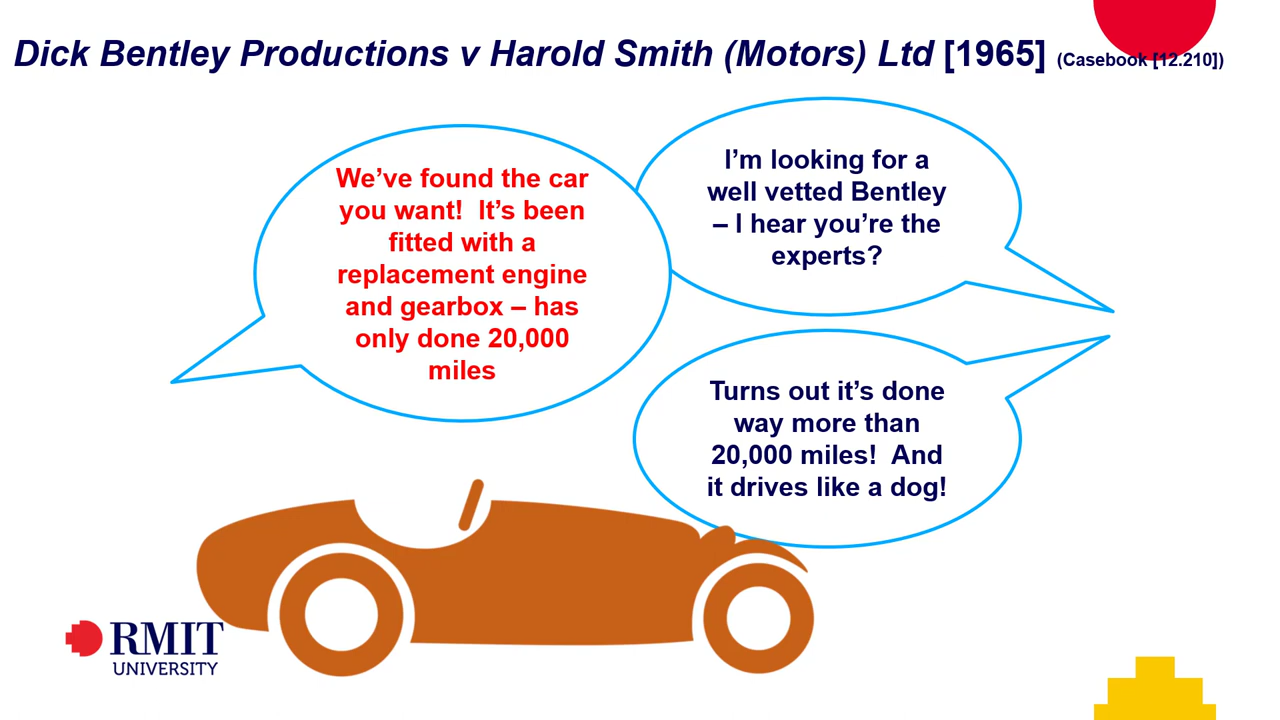 Dick Bentley Productions v Harold Smith (Motors) Ltd [1965] (Casebook [12.210])
I’m looking for a
well vetted Bentley
– I hear you’re the
experts?
We’ve found the car
you want!  It’s been
fitted with a
replacement engine
and gearbox – has
only done 20,000
miles
Turns out it’s done
way more than
20,000 miles!  And
it drives like a dog!
RMIT
UNIVERSITY